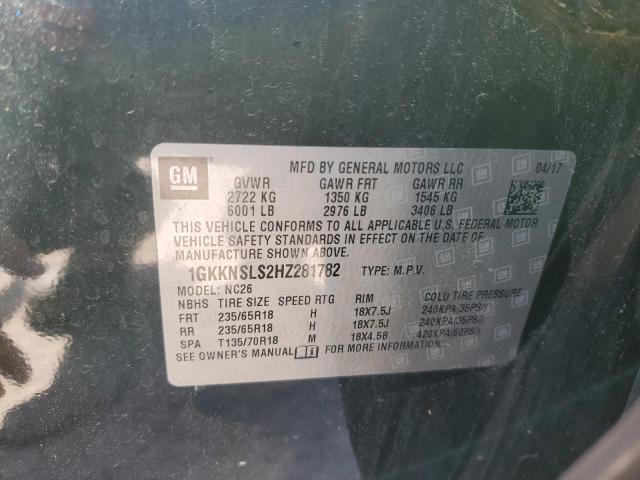 GM
MFD BY GENERAL MOTORS LLC 04/17
GVWR GAWR FRT GAWR RR
2722 KG 1350 KG 1545 KG
6001 LB 2976 LB 3406 LB
THIS VEHICLE CONFORMS TO ALL APPLICABLE U.S. FEDERAL MOTOR
VEHICLE SAFETY STANDARDS IN EFFECT ON THE DATE OF
MANUFACTURE SHOWN ABOVE.
1GKKNSLS2HZ281782 TYPE: M.P.V.
MODEL: NC26
NBHS TIRE SIZE SPEED RTG RIM COLD TIRE PRESSURE
FRT 235/65R18 H 18X7.5J 240KPA(35PSI)
RR 235/65R18 H 18X7.5J 240KPA(35PSI)
SPA T135/70R18 M 18X4.5B 420KPA(60PSI)
SEE OWNER'S MANUAL FOR MORE INFORMATION.